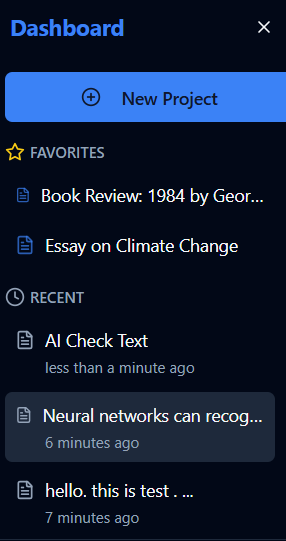 Dashboard
New Project
FAVORITES
Book Review: 1984 by Geor...
Essay on Climate Change
RECENT
AI Check Text
less than a minute ago
Neural networks can recog...
6 minutes ago
hello. this is test . ...
7 minutes ago